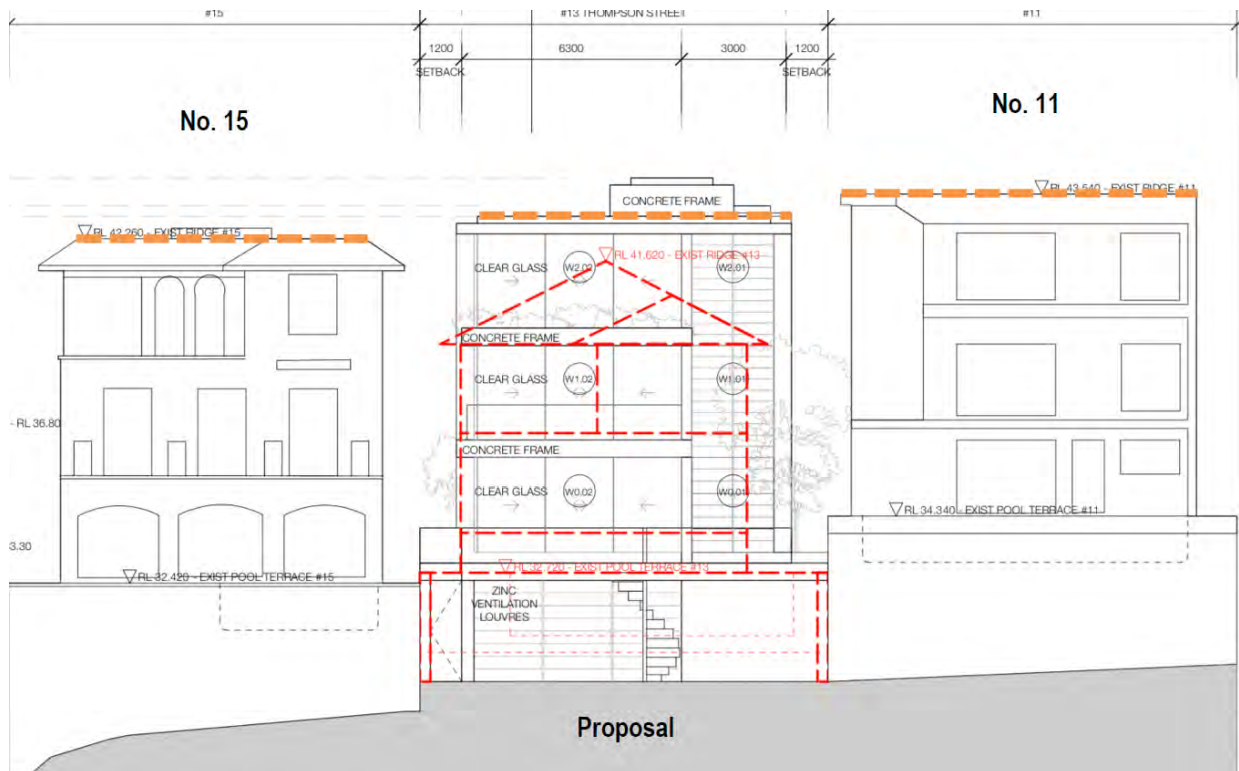 #15
#13 THOMPSON STREET
#11
1200
6300
3000
1200
SETBACK
SETBACK
No. 15
No. 11
CONCRETE FRAME
RL 43.540 - EXIST RIDGE #11
RL 42.260 - EXIST RIDGE #15
RL 41.620 - EXIST RIDGE #13
CLEAR GLASS
W2.02
W2.01
CONCRETE FRAME
CLEAR GLASS
W1.02
W1.01
- RL 36.80
CONCRETE FRAME
CLEAR GLASS
W0.02
W0.01
RL 34.340 - EXIST POOL TERRACE #11
3.30
RL 32.720 - EXIST POOL TERRACE #13
RL 32.420 - EXIST POOL TERRACE #15
ZINC
VENTILATION
LOUVRES
Proposal